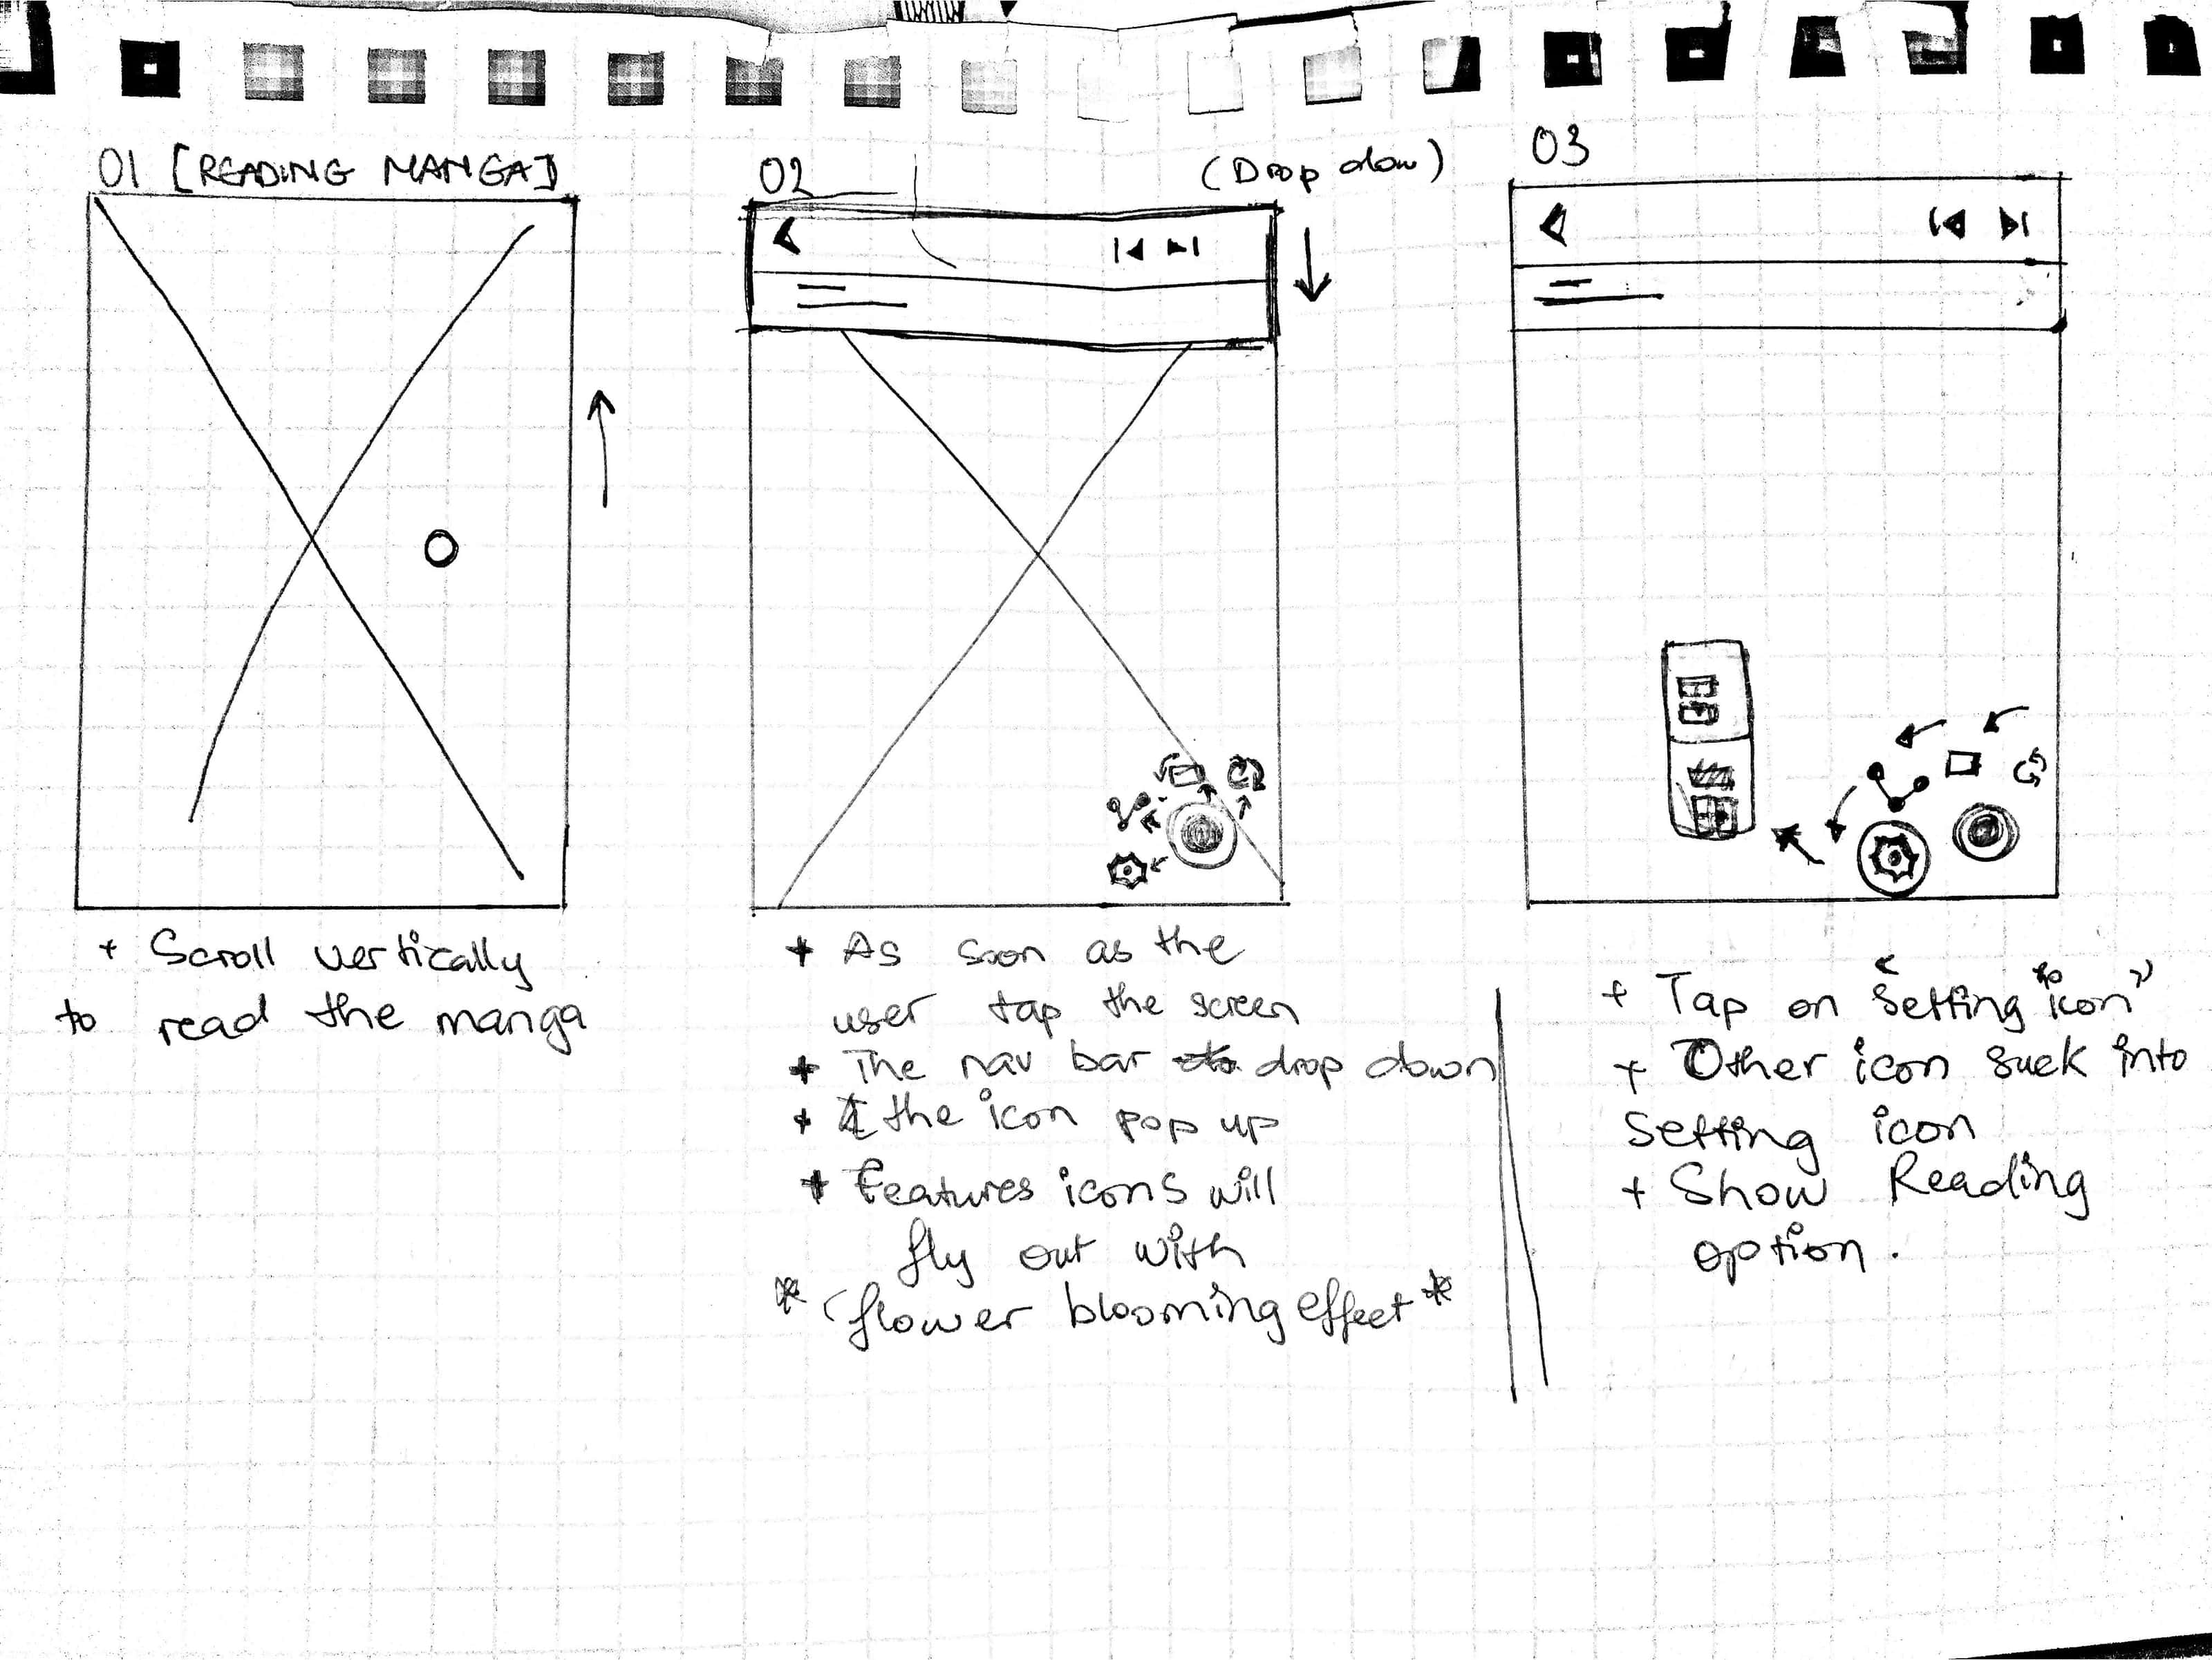 01 [READING MANGA]
+ Scroll vertically
to read the manga
02
(Drop dow)
+ As soon as the
user tap the screen
+ The nav bar drop down
+ the icon pop up
+ Features icons will
fly out with
* (flower blooming effect *
03
+ Tap on "setting icon"
+ Other icon suck into
setting icon
+ Show Reading
option.